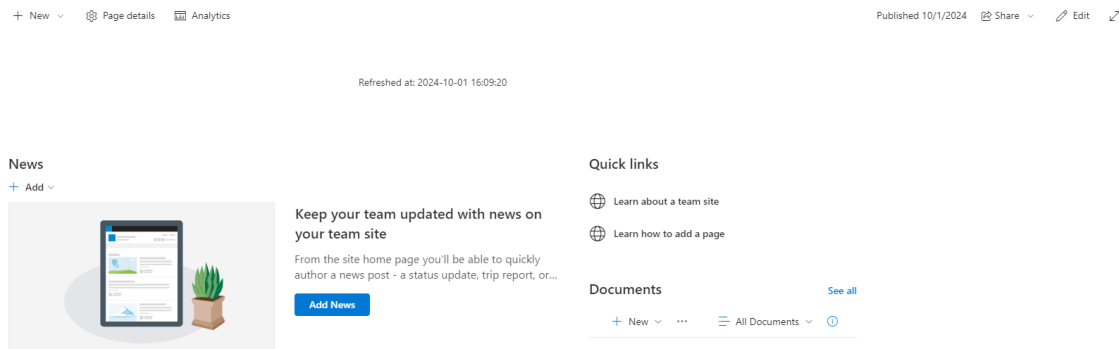 New
Page details
Analytics
Published 10/1/2024
Share
Edit
Refreshed at: 2024-10-01 16:09:20
News
Add
Keep your team updated with news on
your team site
From the site home page you'll be able to quickly
author a news post - a status update, trip report, or...
Add News
Quick links
Learn about a team site
Learn how to add a page
Documents
See all
New
All Documents